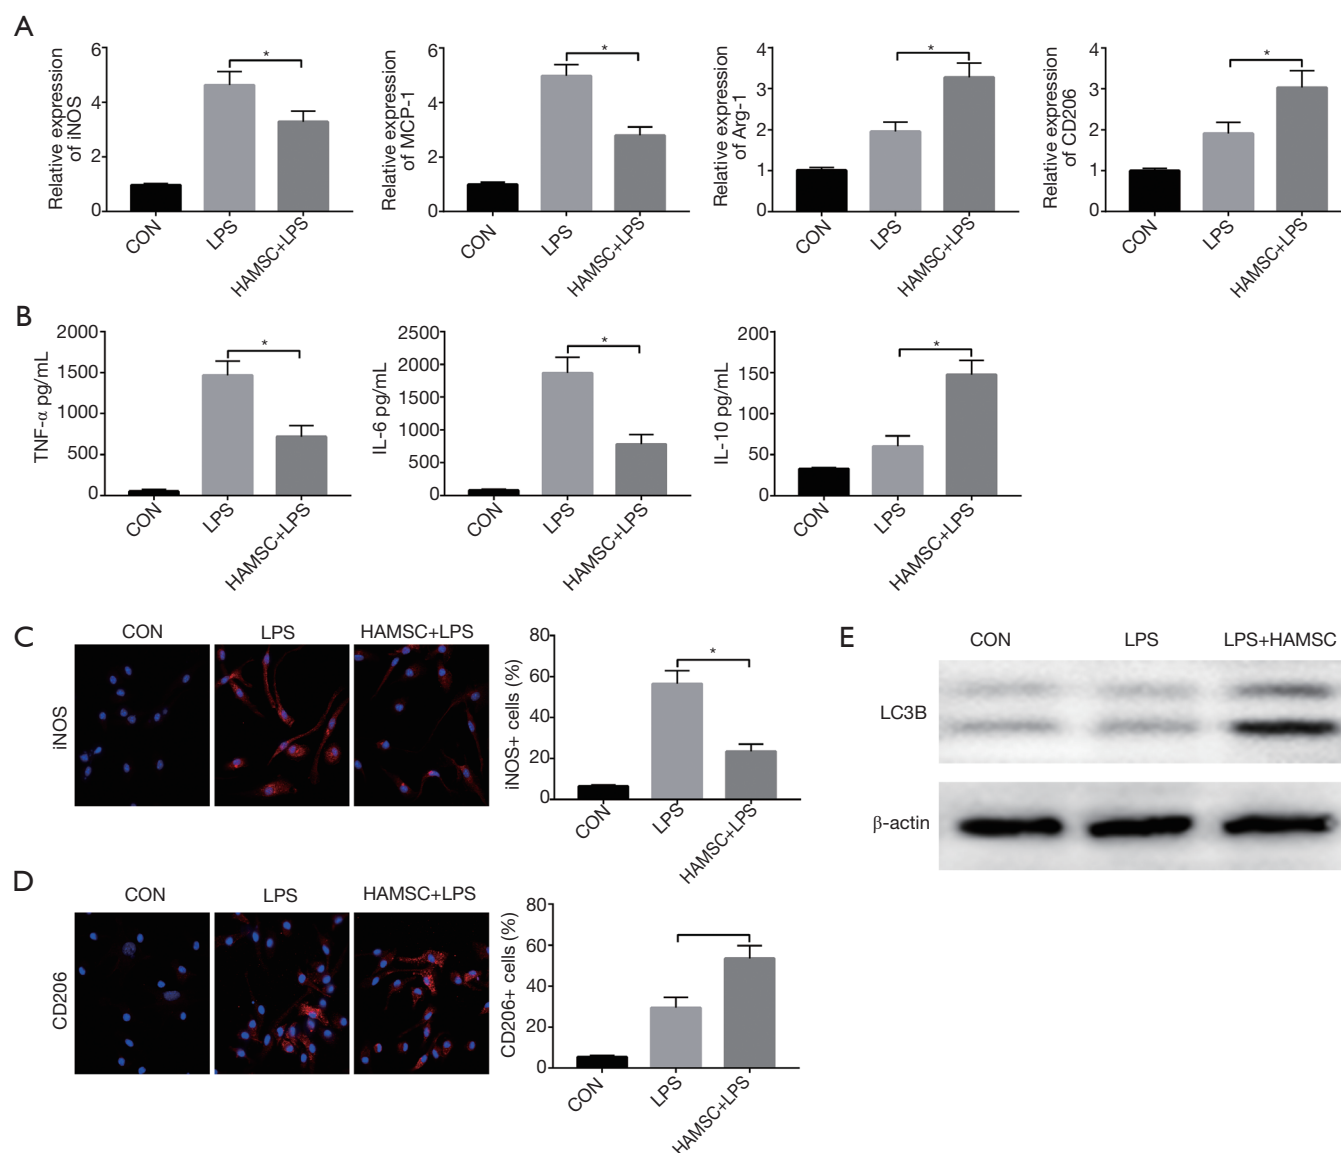 A
Relative expression
of iNOS
6
4
2
0
*
CON
LPS
HAMSC+LPS
Relative expression
of MCP-1
6
4
2
0
*
CON
LPS
HAMSC+LPS
Relative expression
of Arg-1
4
3
2
1
0
*
CON
LPS
HAMSC+LPS
Relative expression
of CD206
4
3
2
1
0
*
CON
LPS
HAMSC+LPS
B
TNF-α pg/mL
2000
1500
1000
500
0
*
CON
LPS
HAMSC+LPS
IL-6 pg/mL
2500
2000
1500
1000
500
0
*
CON
LPS
HAMSC+LPS
IL-10 pg/mL
200
150
100
50
0
*
CON
LPS
HAMSC+LPS
C
CON
LPS
HAMSC+LPS
iNOS
iNOS+ cells (%)
80
60
40
20
0
*
CON
LPS
HAMSC+LPS
D
CON
LPS
HAMSC+LPS
CD206
CD206+ cells (%)
80
60
40
20
0
CON
LPS
HAMSC+LPS
E
CON
LPS
LPS+HAMSC
LC3B
β-actin